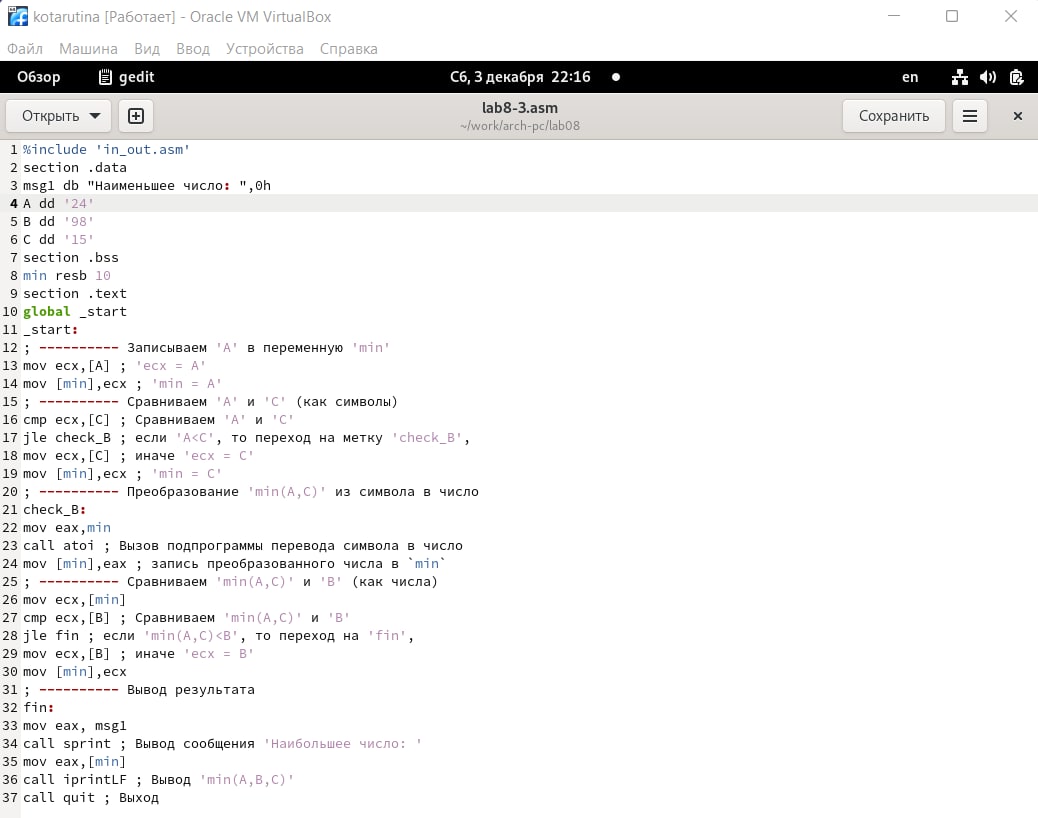 kotarutina [Работает] - Oracle VM VirtualBox
Файл Машина Вид Ввод Устройства Справка
Обзор gedit Сб, 3 декабря 22:16 en
Открыть lab8-3.asm Сохранить
~/work/arch-pc/lab08
1 %include 'in_out.asm'
2 section .data
3 msg1 db "Наименьшее число: ",0h
4 A dd '24'
5 B dd '98'
6 C dd '15'
7 section .bss
8 min resb 10
9 section .text
10 global _start
11 _start:
12 ; ---------- Записываем 'A' в переменную 'min'
13 mov ecx,[A] ; 'ecx = A'
14 mov [min],ecx ; 'min = A'
15 ; ---------- Сравниваем 'A' и 'C' (как символы)
16 cmp ecx,[C] ; Сравниваем 'A' и 'C'
17 jle check_B ; если 'A<C', то переход на метку 'check_B',
18 mov ecx,[C] ; иначе 'ecx = C'
19 mov [min],ecx ; 'min = C'
20 ; ---------- Преобразование 'min(A,C)' из символа в число
21 check_B:
22 mov eax,min
23 call atoi ; Вызов подпрограммы перевода символа в число
24 mov [min],eax ; запись преобразованного числа в `min`
25 ; ---------- Сравниваем 'min(A,C)' и 'B' (как числа)
26 mov ecx,[min]
27 cmp ecx,[B] ; Сравниваем 'min(A,C)' и 'B'
28 jle fin ; если 'min(A,C)<B', то переход на 'fin',
29 mov ecx,[B] ; иначе 'ecx = B'
30 mov [min],ecx
31 ; ---------- Вывод результата
32 fin:
33 mov eax, msg1
34 call sprint ; Вывод сообщения 'Наибольшее число: '
35 mov eax,[min]
36 call iprintLF ; Вывод 'min(A,B,C)'
37 call quit ; Выход